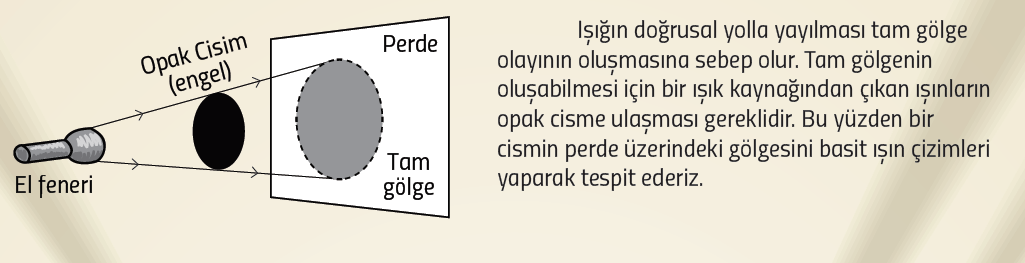 Opak Cisim
(engel)
Perde
El feneri
Tam
gölge
Işığın doğrusal yolla yayılması tam gölge
olayının oluşmasına sebep olur. Tam gölgenin
oluşabilmesi için bir ışık kaynağından çıkan ışınların
opak cisme ulaşması gereklidir. Bu yüzden bir
cismin perde üzerindeki gölgesini basit ışın çizimleri
yaparak tespit ederiz.